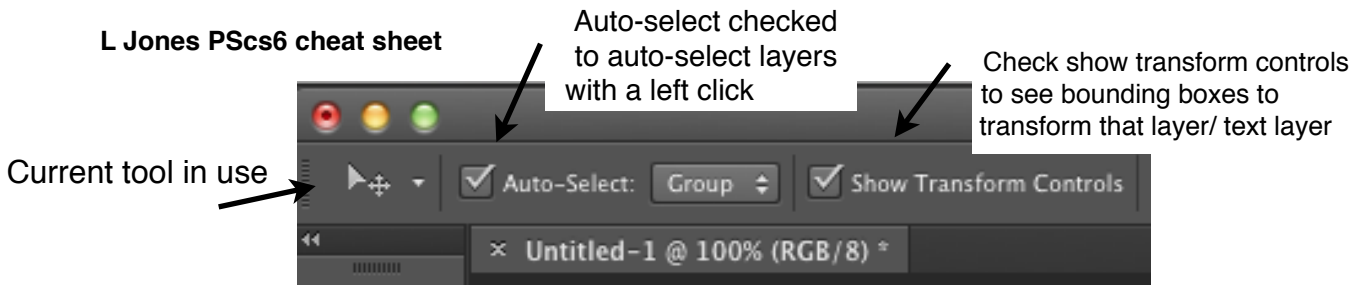 L Jones PScs6 cheat sheet
Auto-select checked
to auto-select layers
with a left click
Check show transform controls
to see bounding boxes to
transform that layer/ text layer
Current tool in use
Auto-Select: Group Show Transform Controls
× Untitled-1 @ 100% (RGB/8) *